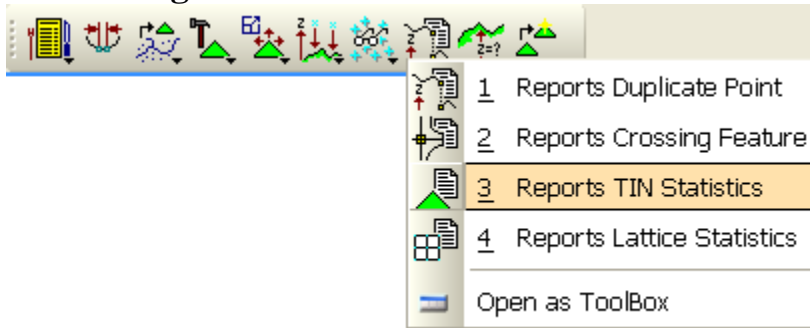 z=?
1 Reports Duplicate Point
2 Reports Crossing Feature
3 Reports TIN Statistics
4 Reports Lattice Statistics
Open as ToolBox